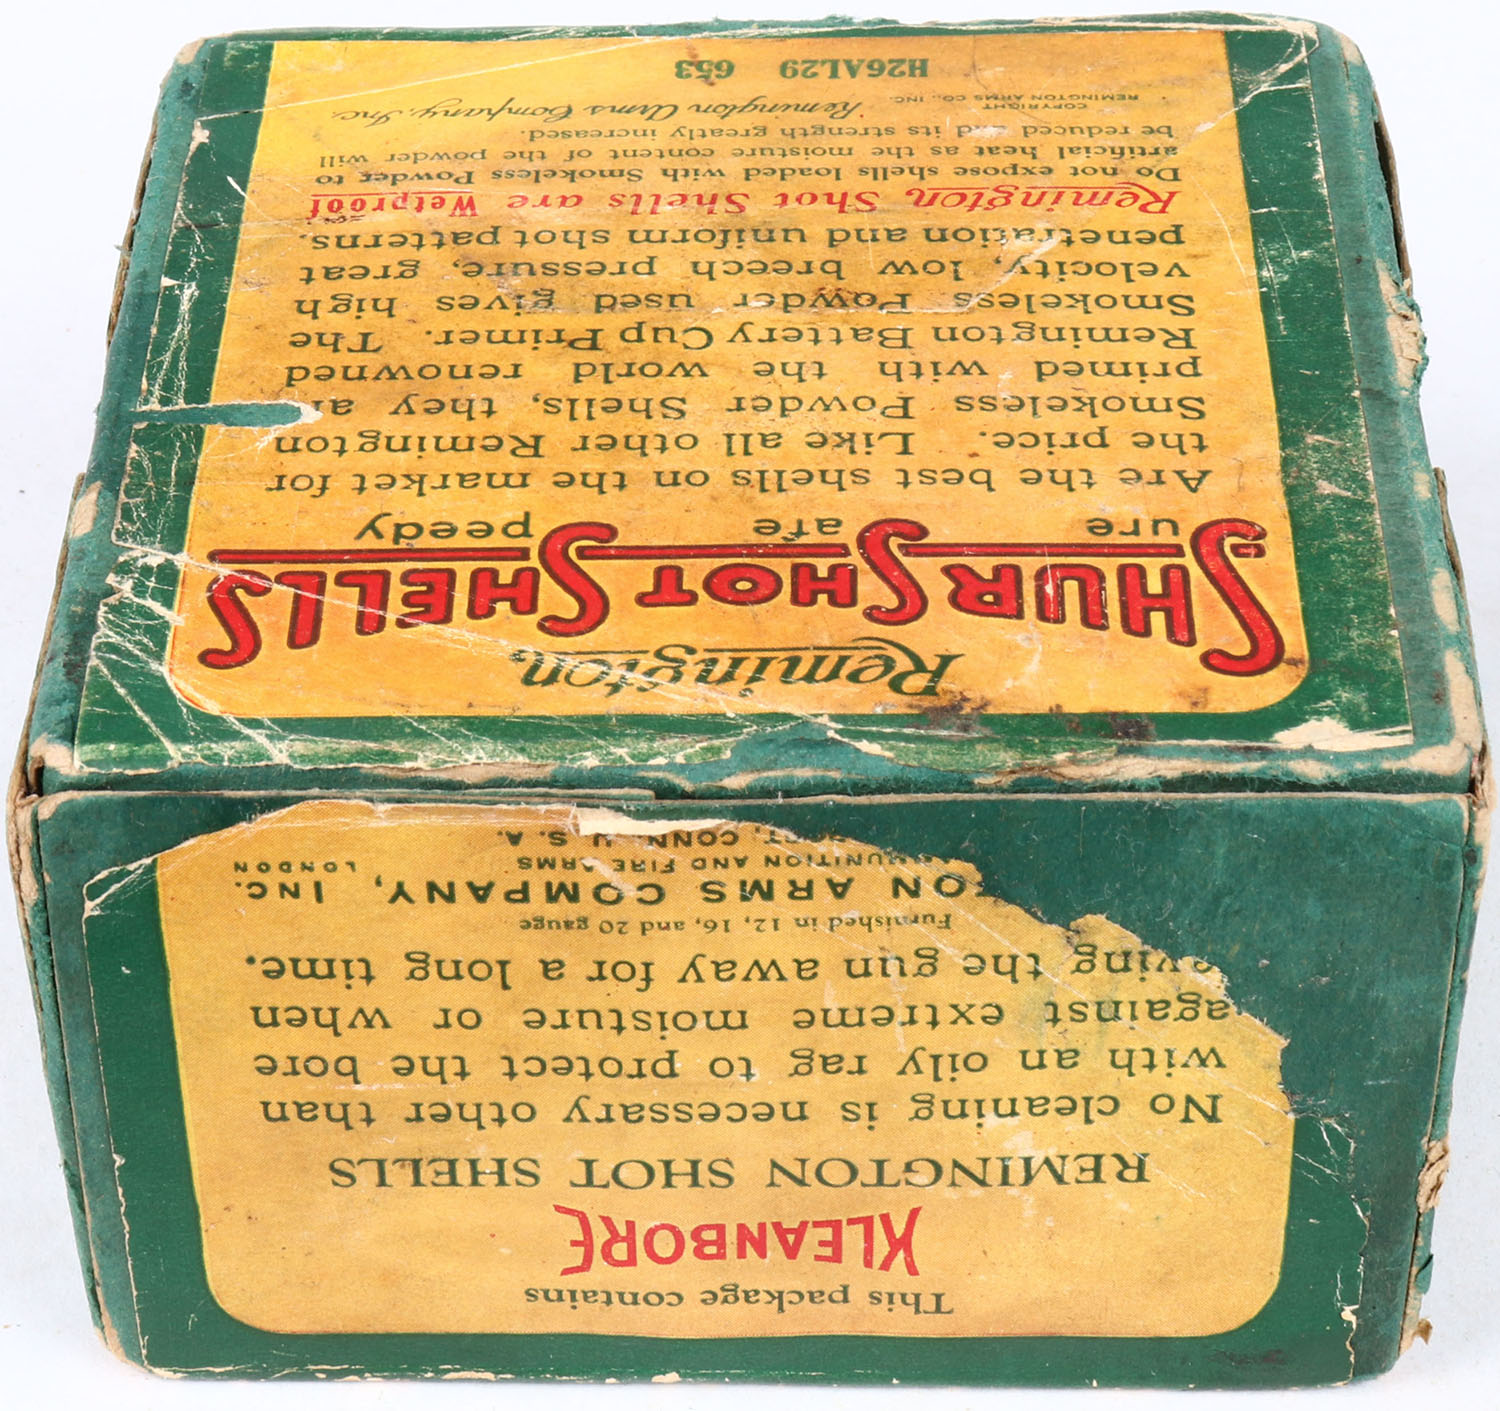 Remington,
SHUR SHOT SHELLS
ure afe peedy
Are the best shells on the market for
the price. Like all other Remington
Smokeless Powder Shells, they a
primed with the world renowned
Remington Battery Cup Primer. The
Smokeless Powder used gives high
velocity, low breech pressure, great
penetration and uniform shot patterns.
Remington, Shot Shells are Wetproof
Do not expose shells loaded with Smokeless Powder to
artificial heat as the moisture content of the powder will
be reduced and its strength greatly increased.
COPYRIGHT
REMINGTON ARMS CO., INC.
Remington Arms Company, Inc.
H26AL29 653
This package contains
KLEANBORE
REMINGTON SHOT SHELLS
No cleaning is necessary other than
with an oily rag to protect the bore
against extreme moisture or when
the gun away for a long time.
Furnished in 12, 16, and 20 gauge
ON ARMS COMPANY, INC.
MUNITION AND FIRE ARMS LONDON
RT, CONN. U. S. A.